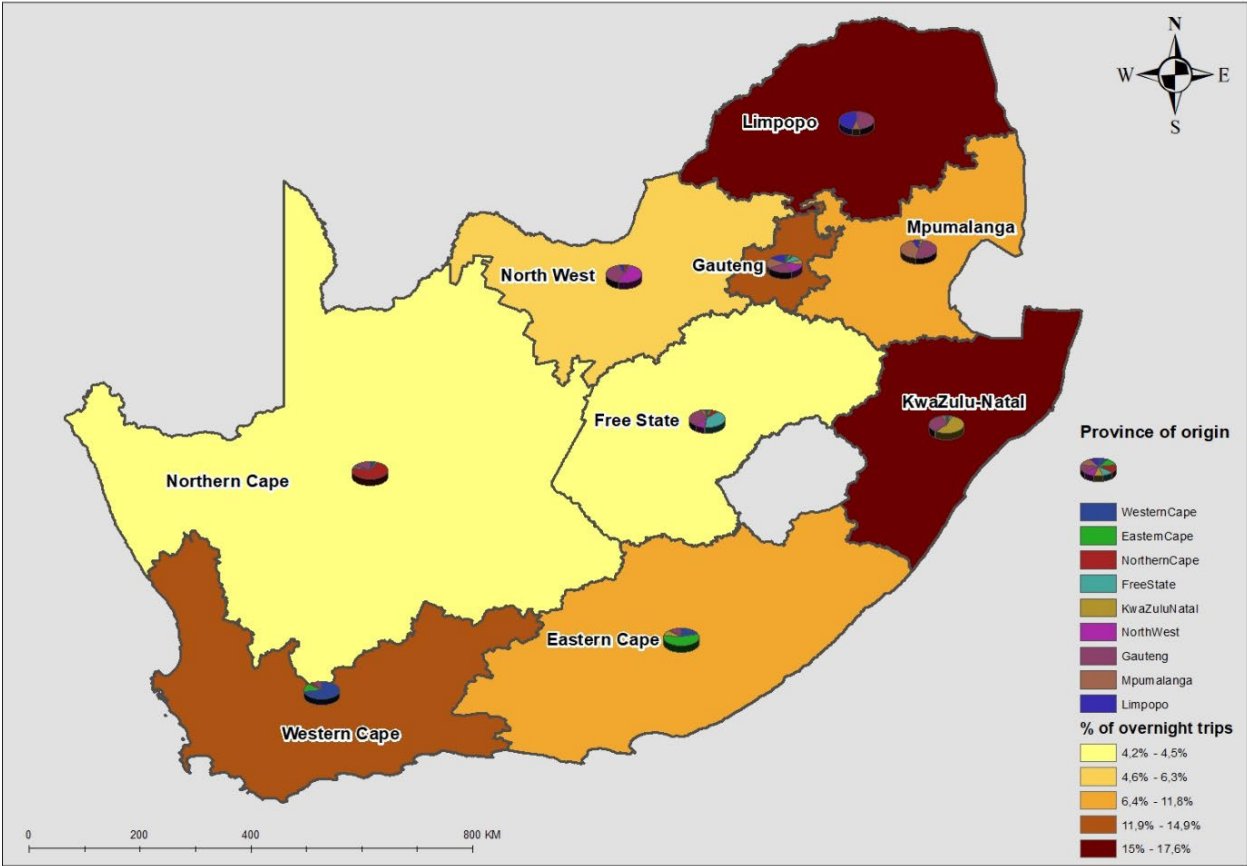 N
W E
S
Limpopo
Mpumalanga
North West
Gauteng
KwaZulu-Natal
Free State
Northern Cape
Eastern Cape
Western Cape
Province of origin
WesternCape
EasternCape
NorthernCape
FreeState
KwaZuluNatal
NorthWest
Gauteng
Mpumalanga
Limpopo
% of overnight trips
4,2% - 4,5%
4,6% - 6,3%
6,4% - 11,8%
11,9% - 14,9%
15% - 17,6%
0 200 400 800 KM